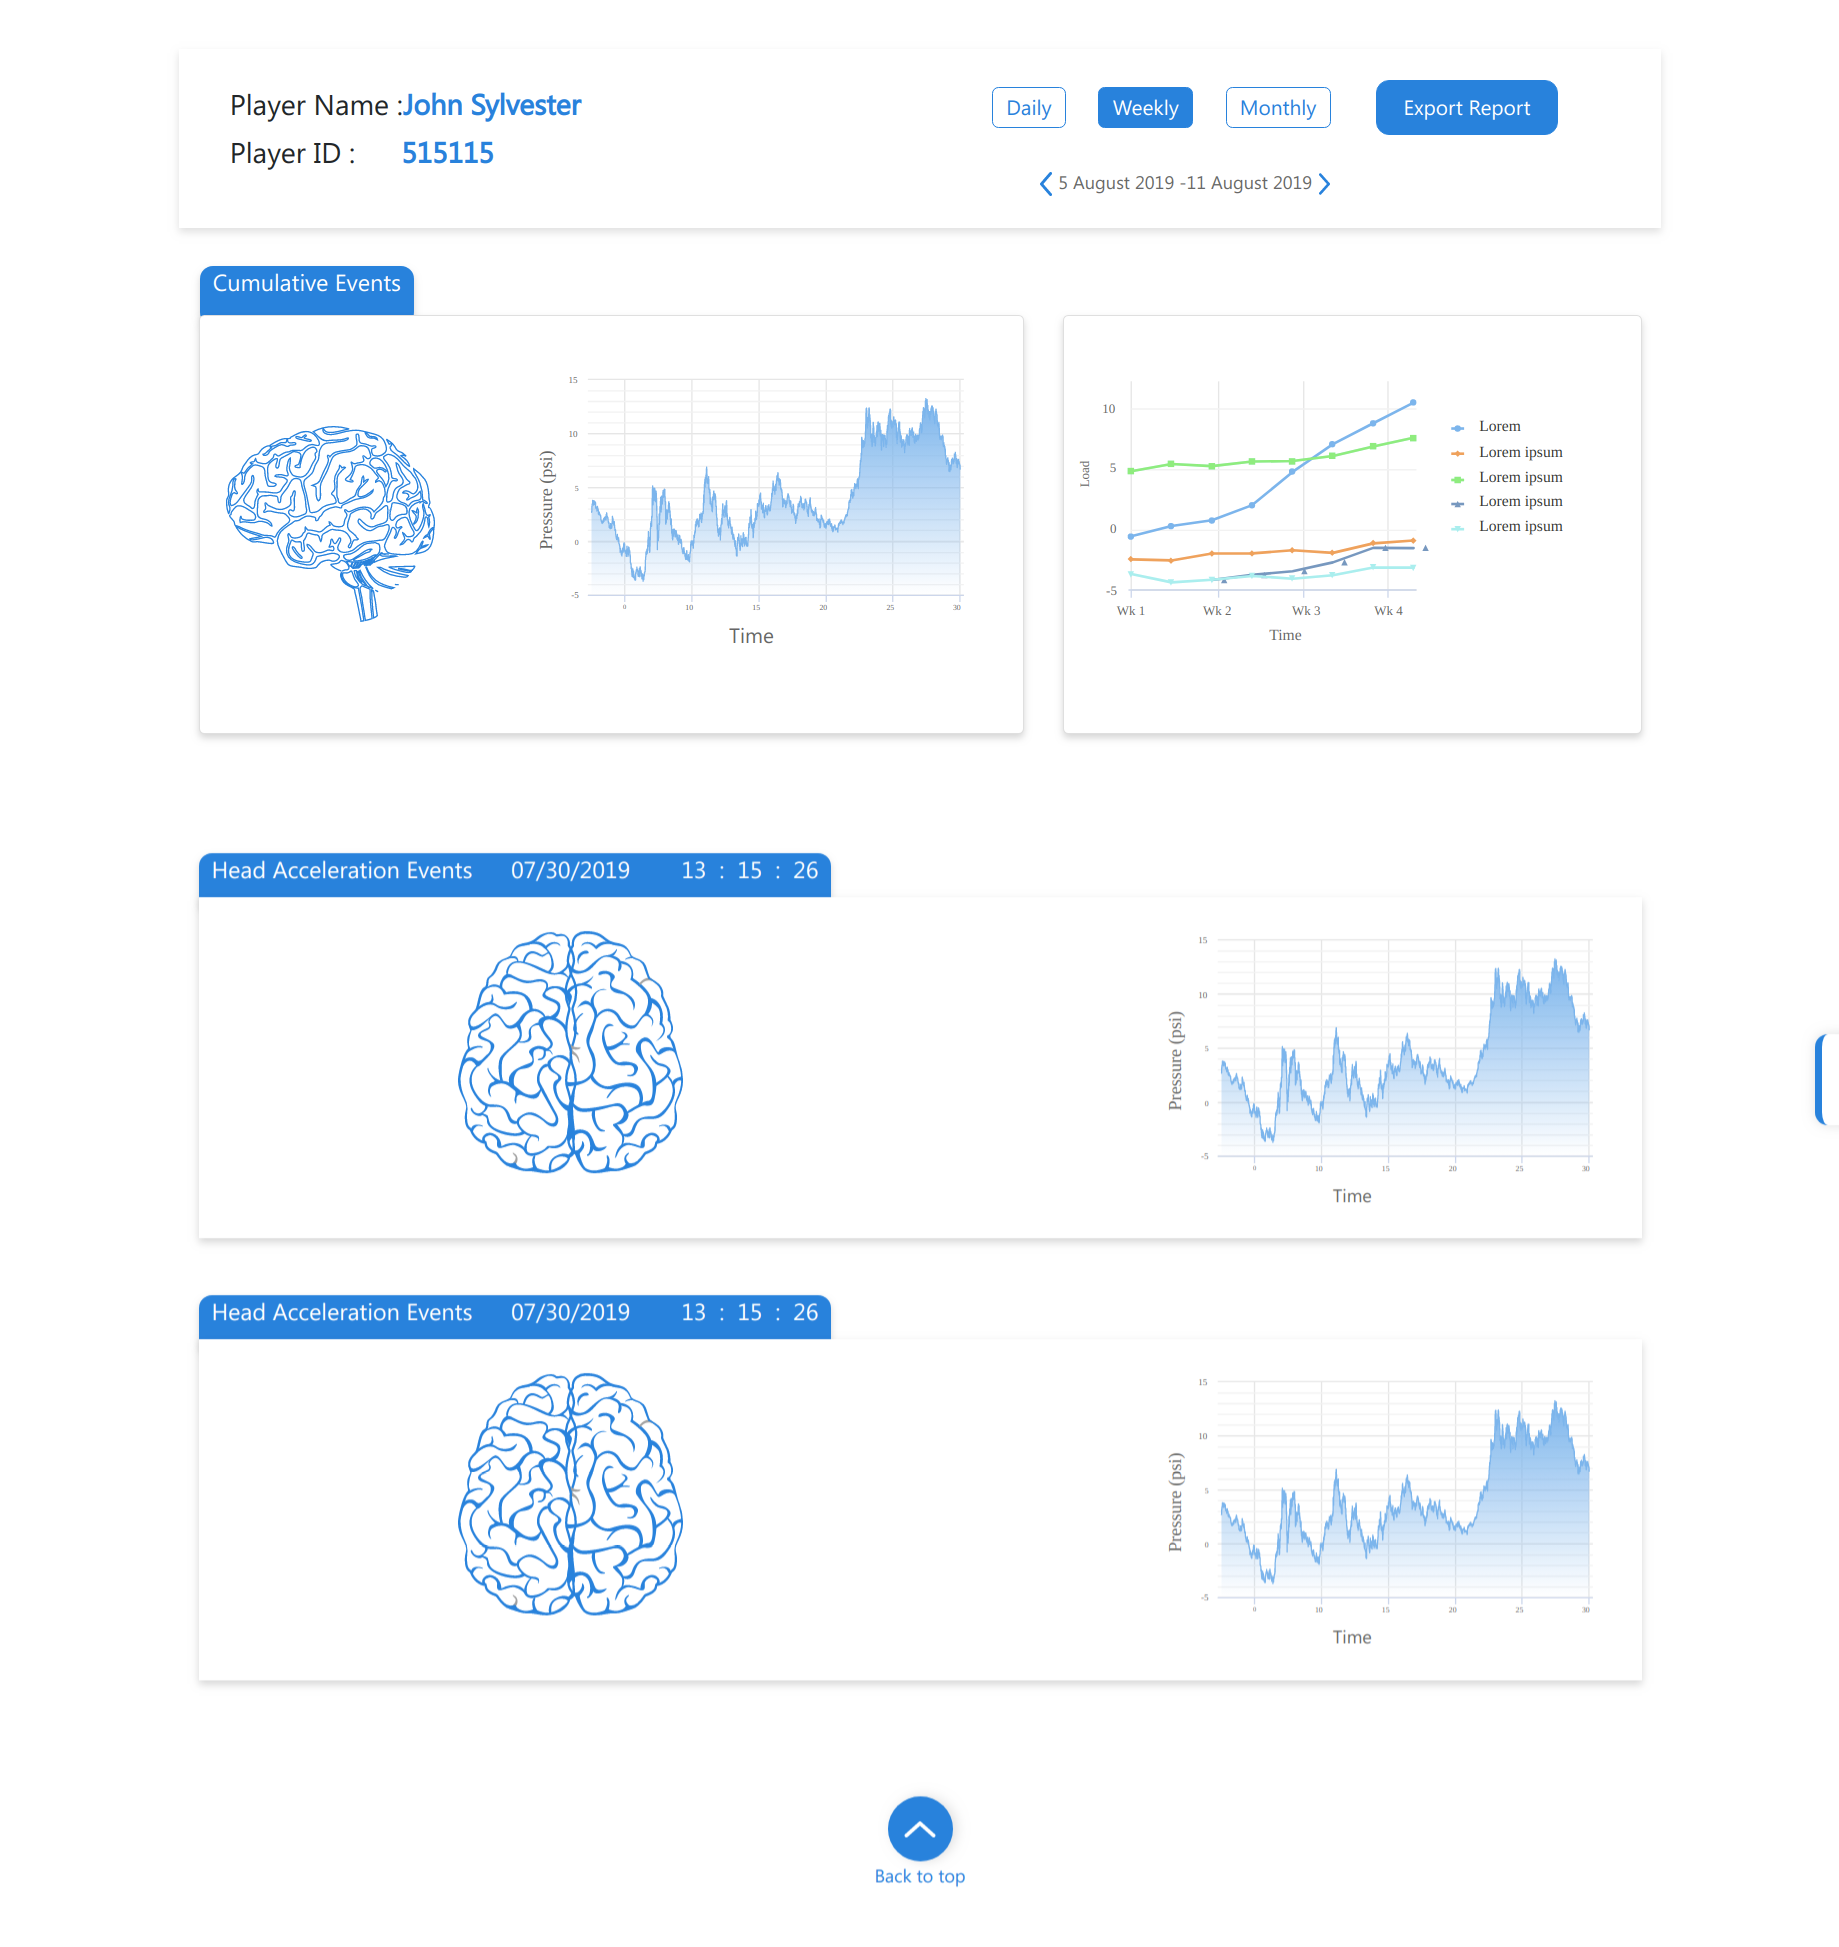 Player Name :John Sylvester
Player ID : 515115
Daily Weekly Monthly Export Report
5 August 2019 -11 August 2019
Cumulative Events
15
10
5
0
-5
Pressure (psi)
0 10 15 20 25 30
Time
10
5
0
-5
Load
Wk 1 Wk 2 Wk 3 Wk 4
Time
Lorem
Lorem ipsum
Lorem ipsum
Lorem ipsum
Lorem ipsum
Head Acceleration Events 07/30/2019 13 : 15 : 26
15
10
5
0
-5
Pressure (psi)
0 10 15 20 25 30
Time
Head Acceleration Events 07/30/2019 13 : 15 : 26
15
10
5
0
-5
Pressure (psi)
0 10 15 20 25 30
Time
Back to top